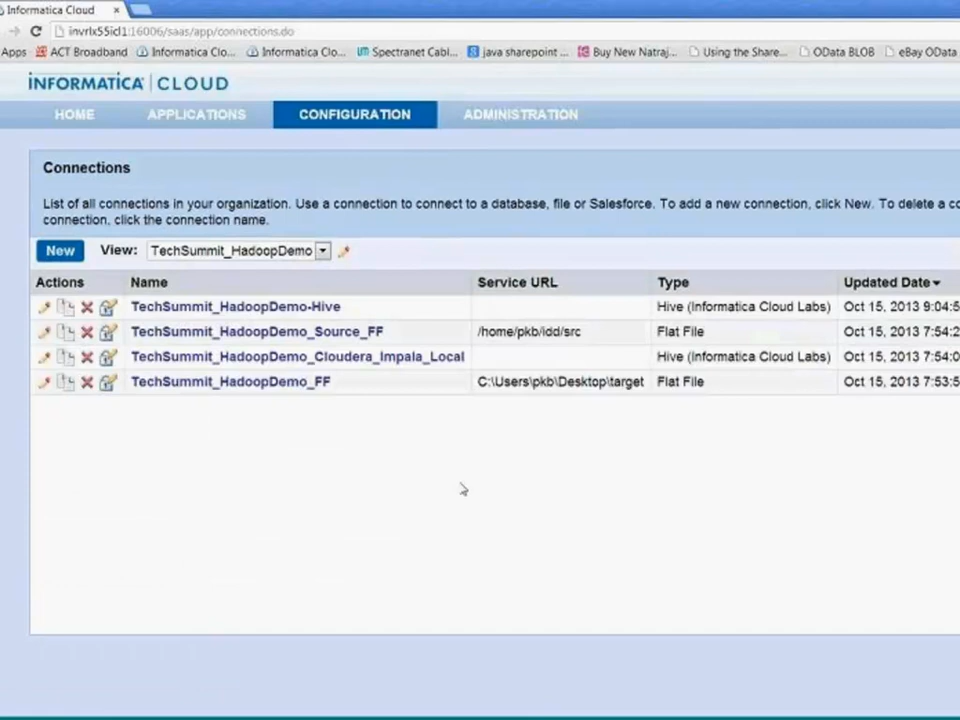 Informatica Cloud
invrlx55icl1:16006/saas/app/connections.do
Apps ACT Broadband Informatica Clo... Informatica Clo... Spectranet Cabl... java sharepoint ... Buy New Natraj... Using the Share... OData BLOB eBay OData
INFORMATICA CLOUD
HOME APPLICATIONS CONFIGURATION ADMINISTRATION
Connections
List of all connections in your organization. Use a connection to connect to a database, file or Salesforce. To add a new connection, click New. To delete a co
connection, click the connection name.
New View: TechSummit_HadoopDemo
Actions Name Service URL Type Updated Date
TechSummit_HadoopDemo-Hive Hive (Informatica Cloud Labs) Oct 15, 2013 9:04:5
TechSummit_HadoopDemo_Source_FF /home/pkb/idd/src Flat File Oct 15, 2013 7:54:2
TechSummit_HadoopDemo_Cloudera_Impala_Local Hive (Informatica Cloud Labs) Oct 15, 2013 7:54:0
TechSummit_HadoopDemo_FF C:\Users\pkb\Desktop\target Flat File Oct 15, 2013 7:53:5